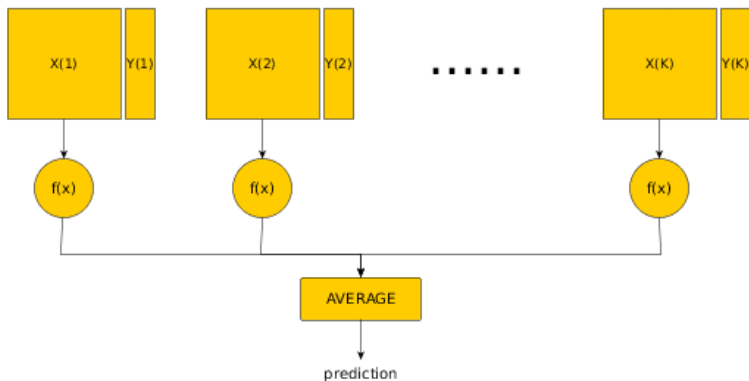 X(1) Y(1) X(2) Y(2) ...... X(K) Y(K)
f(x) f(x) f(x)
AVERAGE
prediction